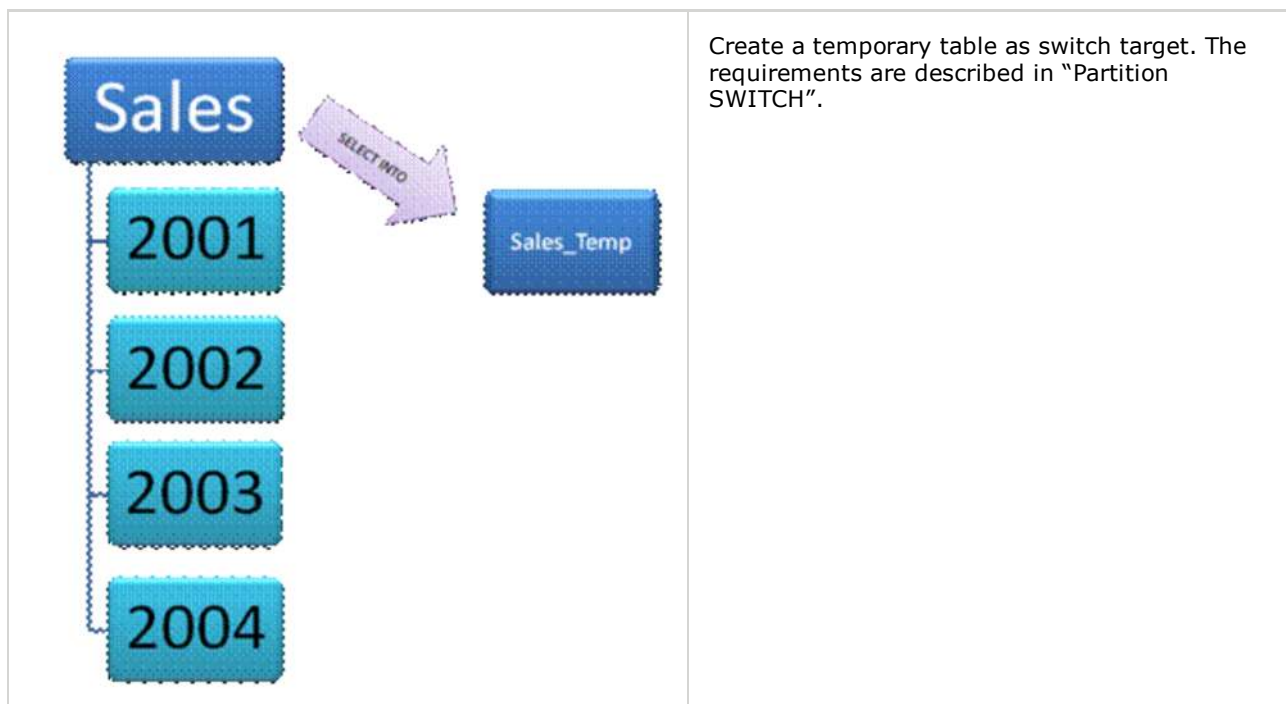 Sales
SELECT INTO
Sales_Temp
2001
2002
2003
2004
Create a temporary table as switch target. The
requirements are described in “Partition
SWITCH”.